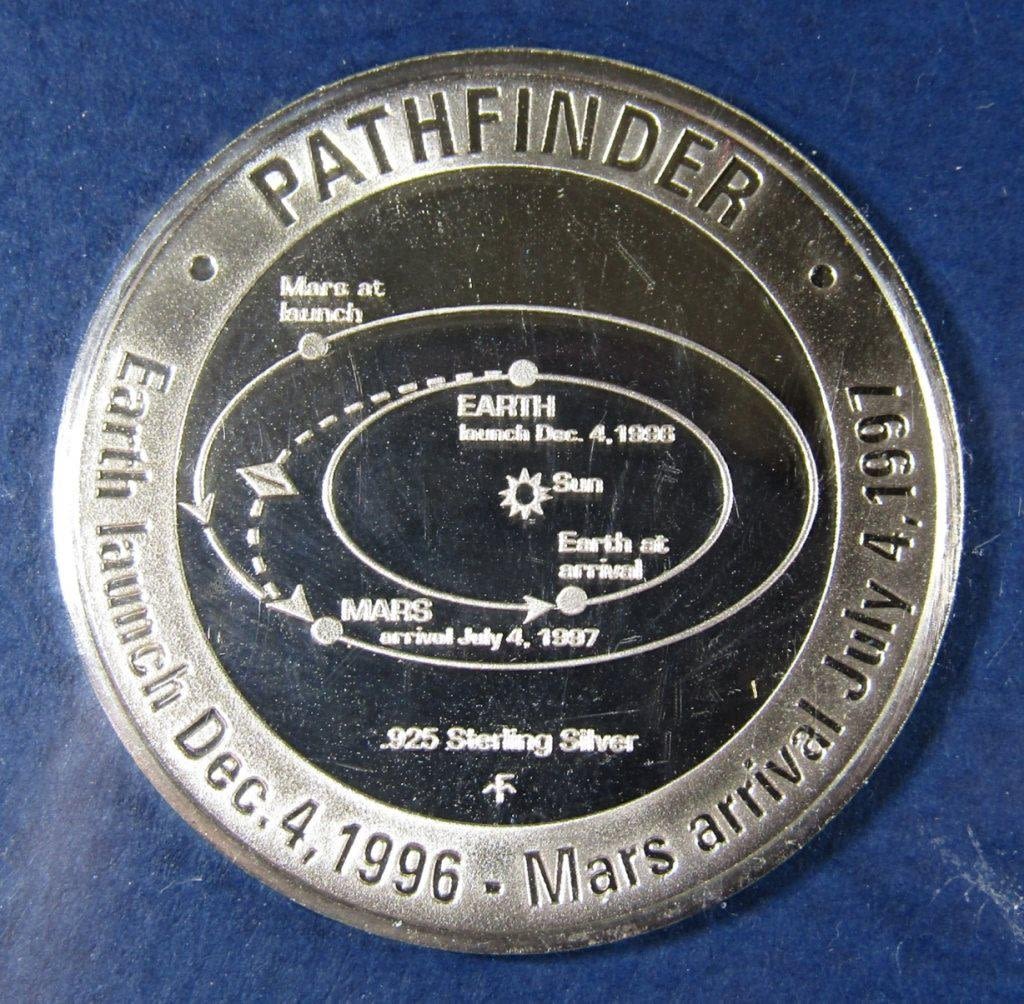 PATHFINDER
Mars at
launch
EARTH
launch Dec. 4, 1996
Sun
Earth at
arrival
MARS
arrival July 4, 1997
.925 Sterling Silver
F
Earth launch Dec. 4, 1996 - Mars arrival July 4, 1997